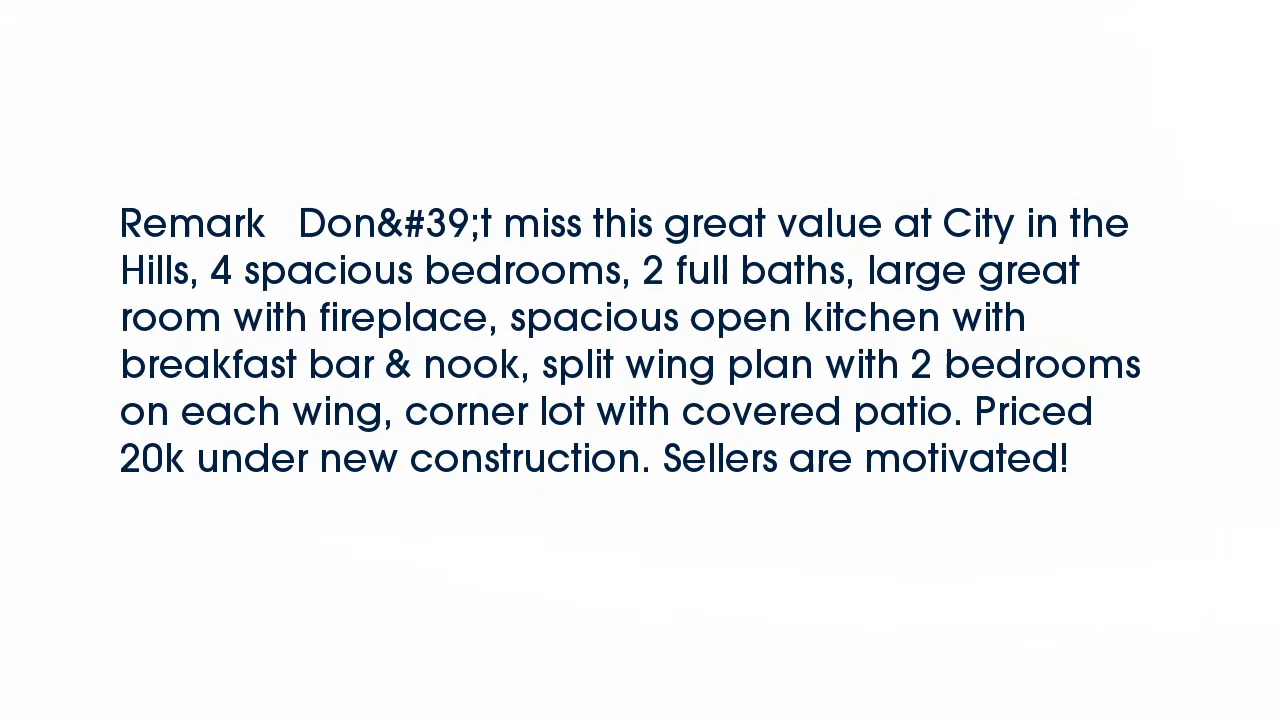 Remark   Don&#39;t miss this great value at City in the
Hills, 4 spacious bedrooms, 2 full baths, large great
room with fireplace, spacious open kitchen with
breakfast bar & nook, split wing plan with 2 bedrooms
on each wing, corner lot with covered patio. Priced
20k under new construction. Sellers are motivated!